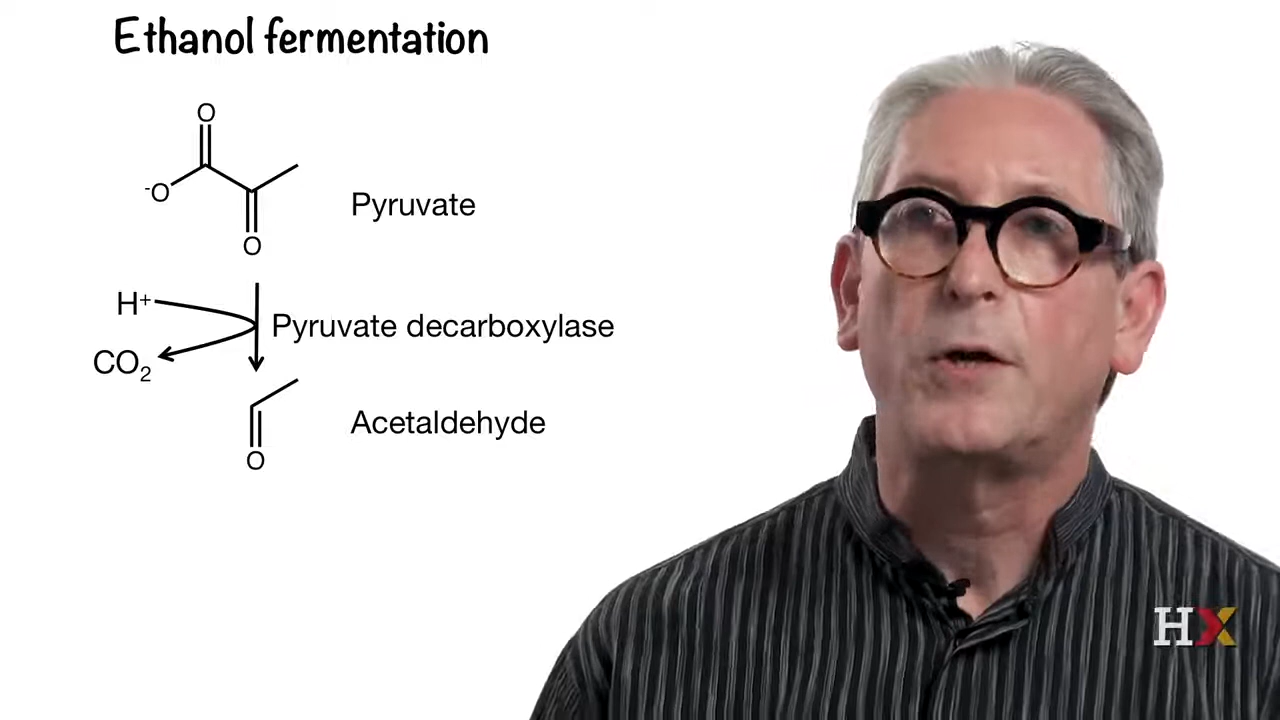 Ethanol fermentation
O
-O
O
Pyruvate
H+
Pyruvate decarboxylase
CO2
Acetaldehyde
O
HX